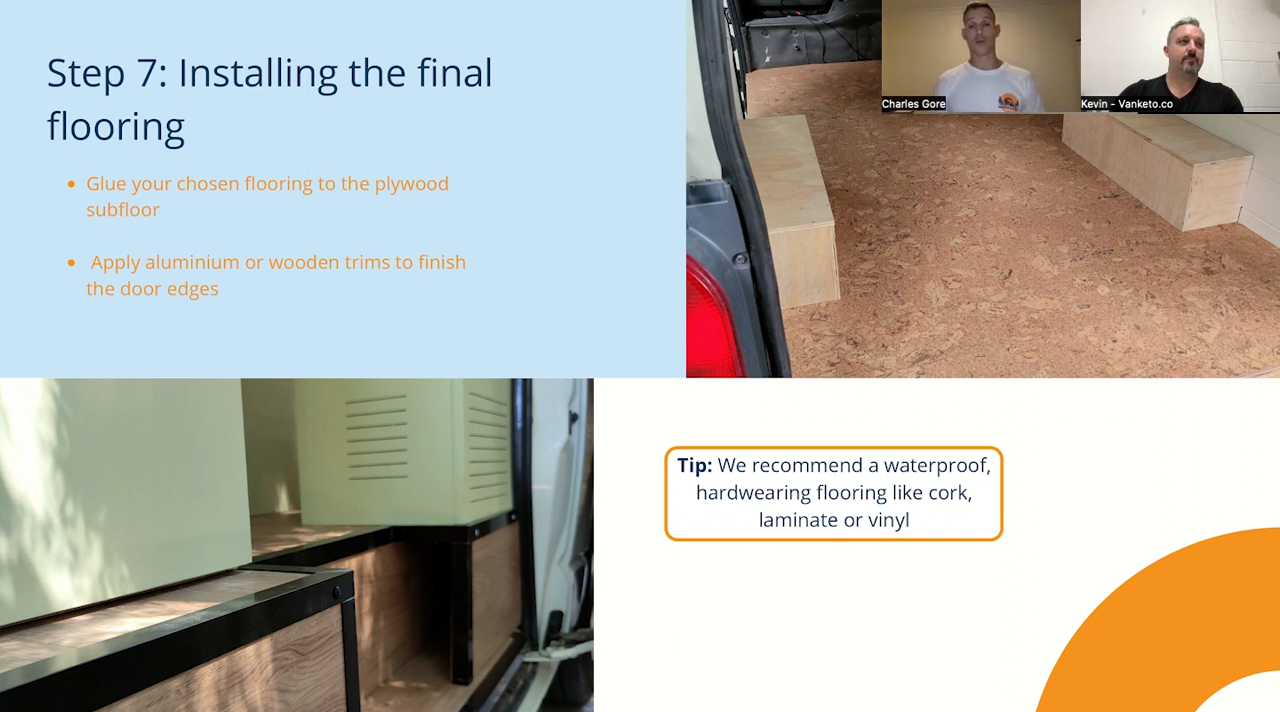 Step 7: Installing the final
flooring
Glue your chosen flooring to the plywood
subfloor
Apply aluminium or wooden trims to finish
the door edges
Charles Gore
Kevin - Vanketo.co
Tip: We recommend a waterproof,
hardwearing flooring like cork,
laminate or vinyl